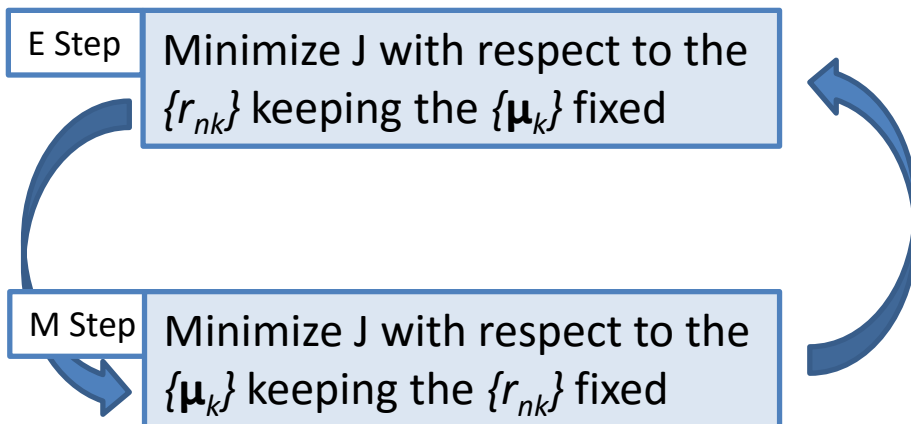 E Step
Minimize J with respect to the
{rnk} keeping the {μk} fixed
M Step
Minimize J with respect to the
{μk} keeping the {rnk} fixed